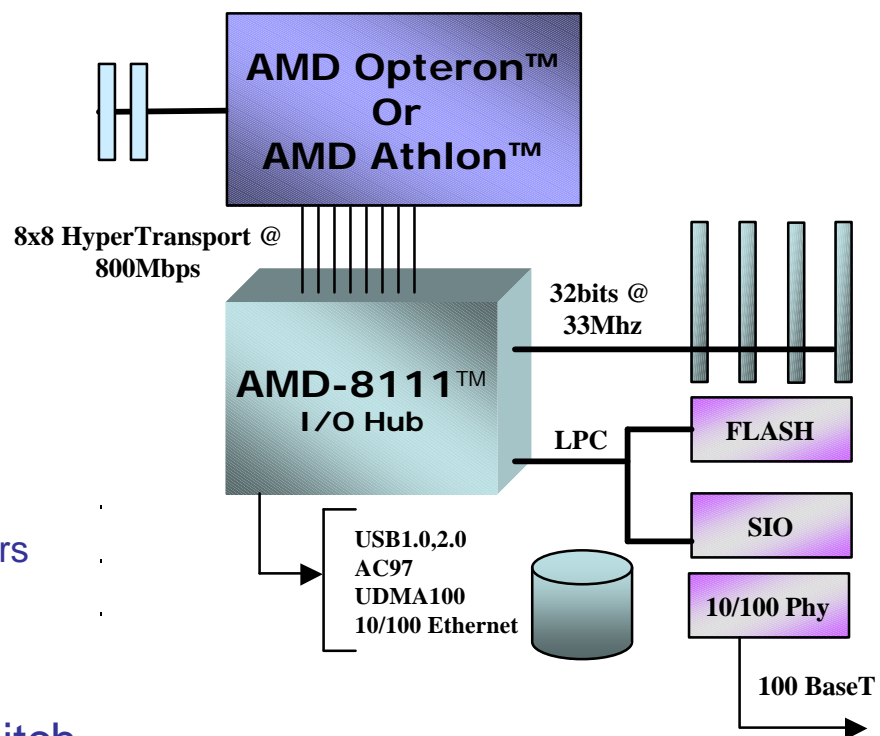 AMD Opteron™
Or
AMD Athlon™
8x8 HyperTransport @
800Mbps
32bits @
33Mhz
AMD-8111™
I/O Hub
LPC
FLASH
SIO
rs
USB1.0,2.0
AC97
UDMA100
10/100 Ethernet
10/100 Phy
100 BaseT